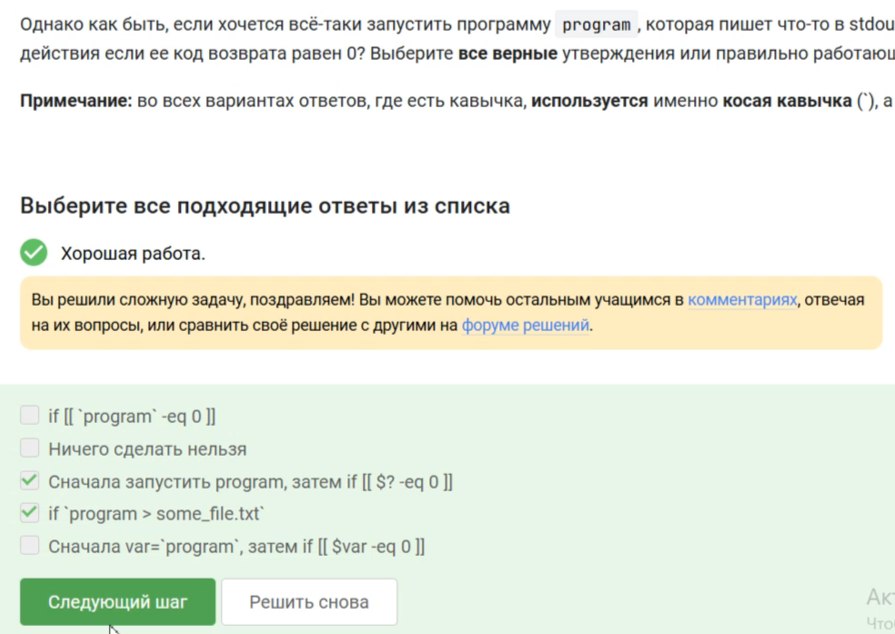 Однако как быть, если хочется всё-таки запустить программу program, которая пишет что-то в stdou
действия если ее код возврата равен 0? Выберите все верные утверждения или правильно работающ
Примечание: во всех вариантах ответов, где есть кавычка, используется именно косая кавычка (`), а
Выберите все подходящие ответы из списка
Хорошая работа.
Вы решили сложную задачу, поздравляем! Вы можете помочь остальным учащимся в комментариях, отвечая
на их вопросы, или сравнить своё решение с другими на форуме решений.
if [[ `program` -eq 0 ]]
Ничего сделать нельзя
Сначала запустить program, затем if [[ $? -eq 0 ]]
if `program > some_file.txt`
Сначала var=`program`, затем if [[ $var -eq 0 ]]
Следующий шаг
Решить снова
Ак
Что